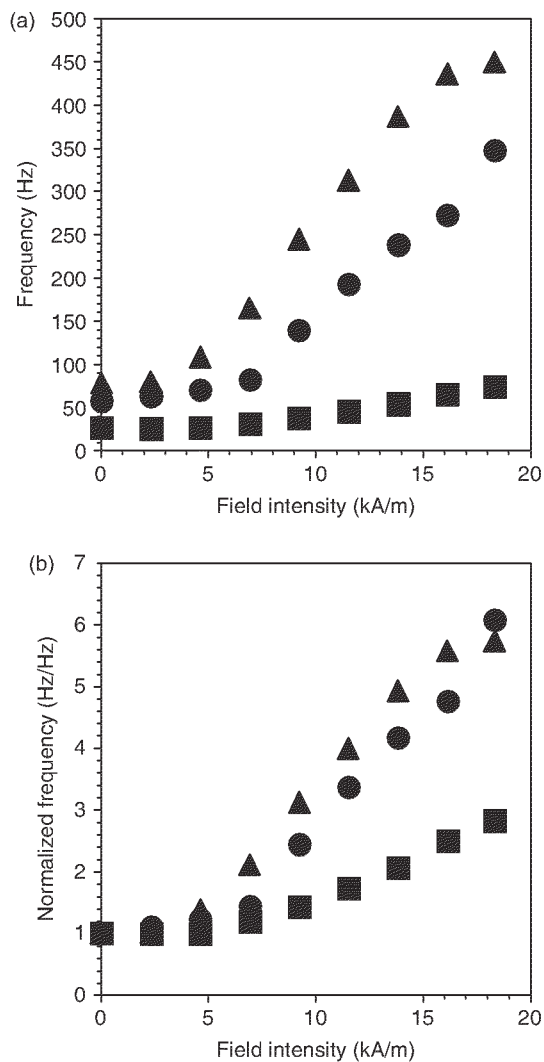 (a)
500
450
400
350
300
250
200
150
100
50
0
Frequency (Hz)
0 5 10 15 20
Field intensity (kA/m)
(b)
7
6
5
4
3
2
1
0
Normalized frequency (Hz/Hz)
0 5 10 15 20
Field intensity (kA/m)